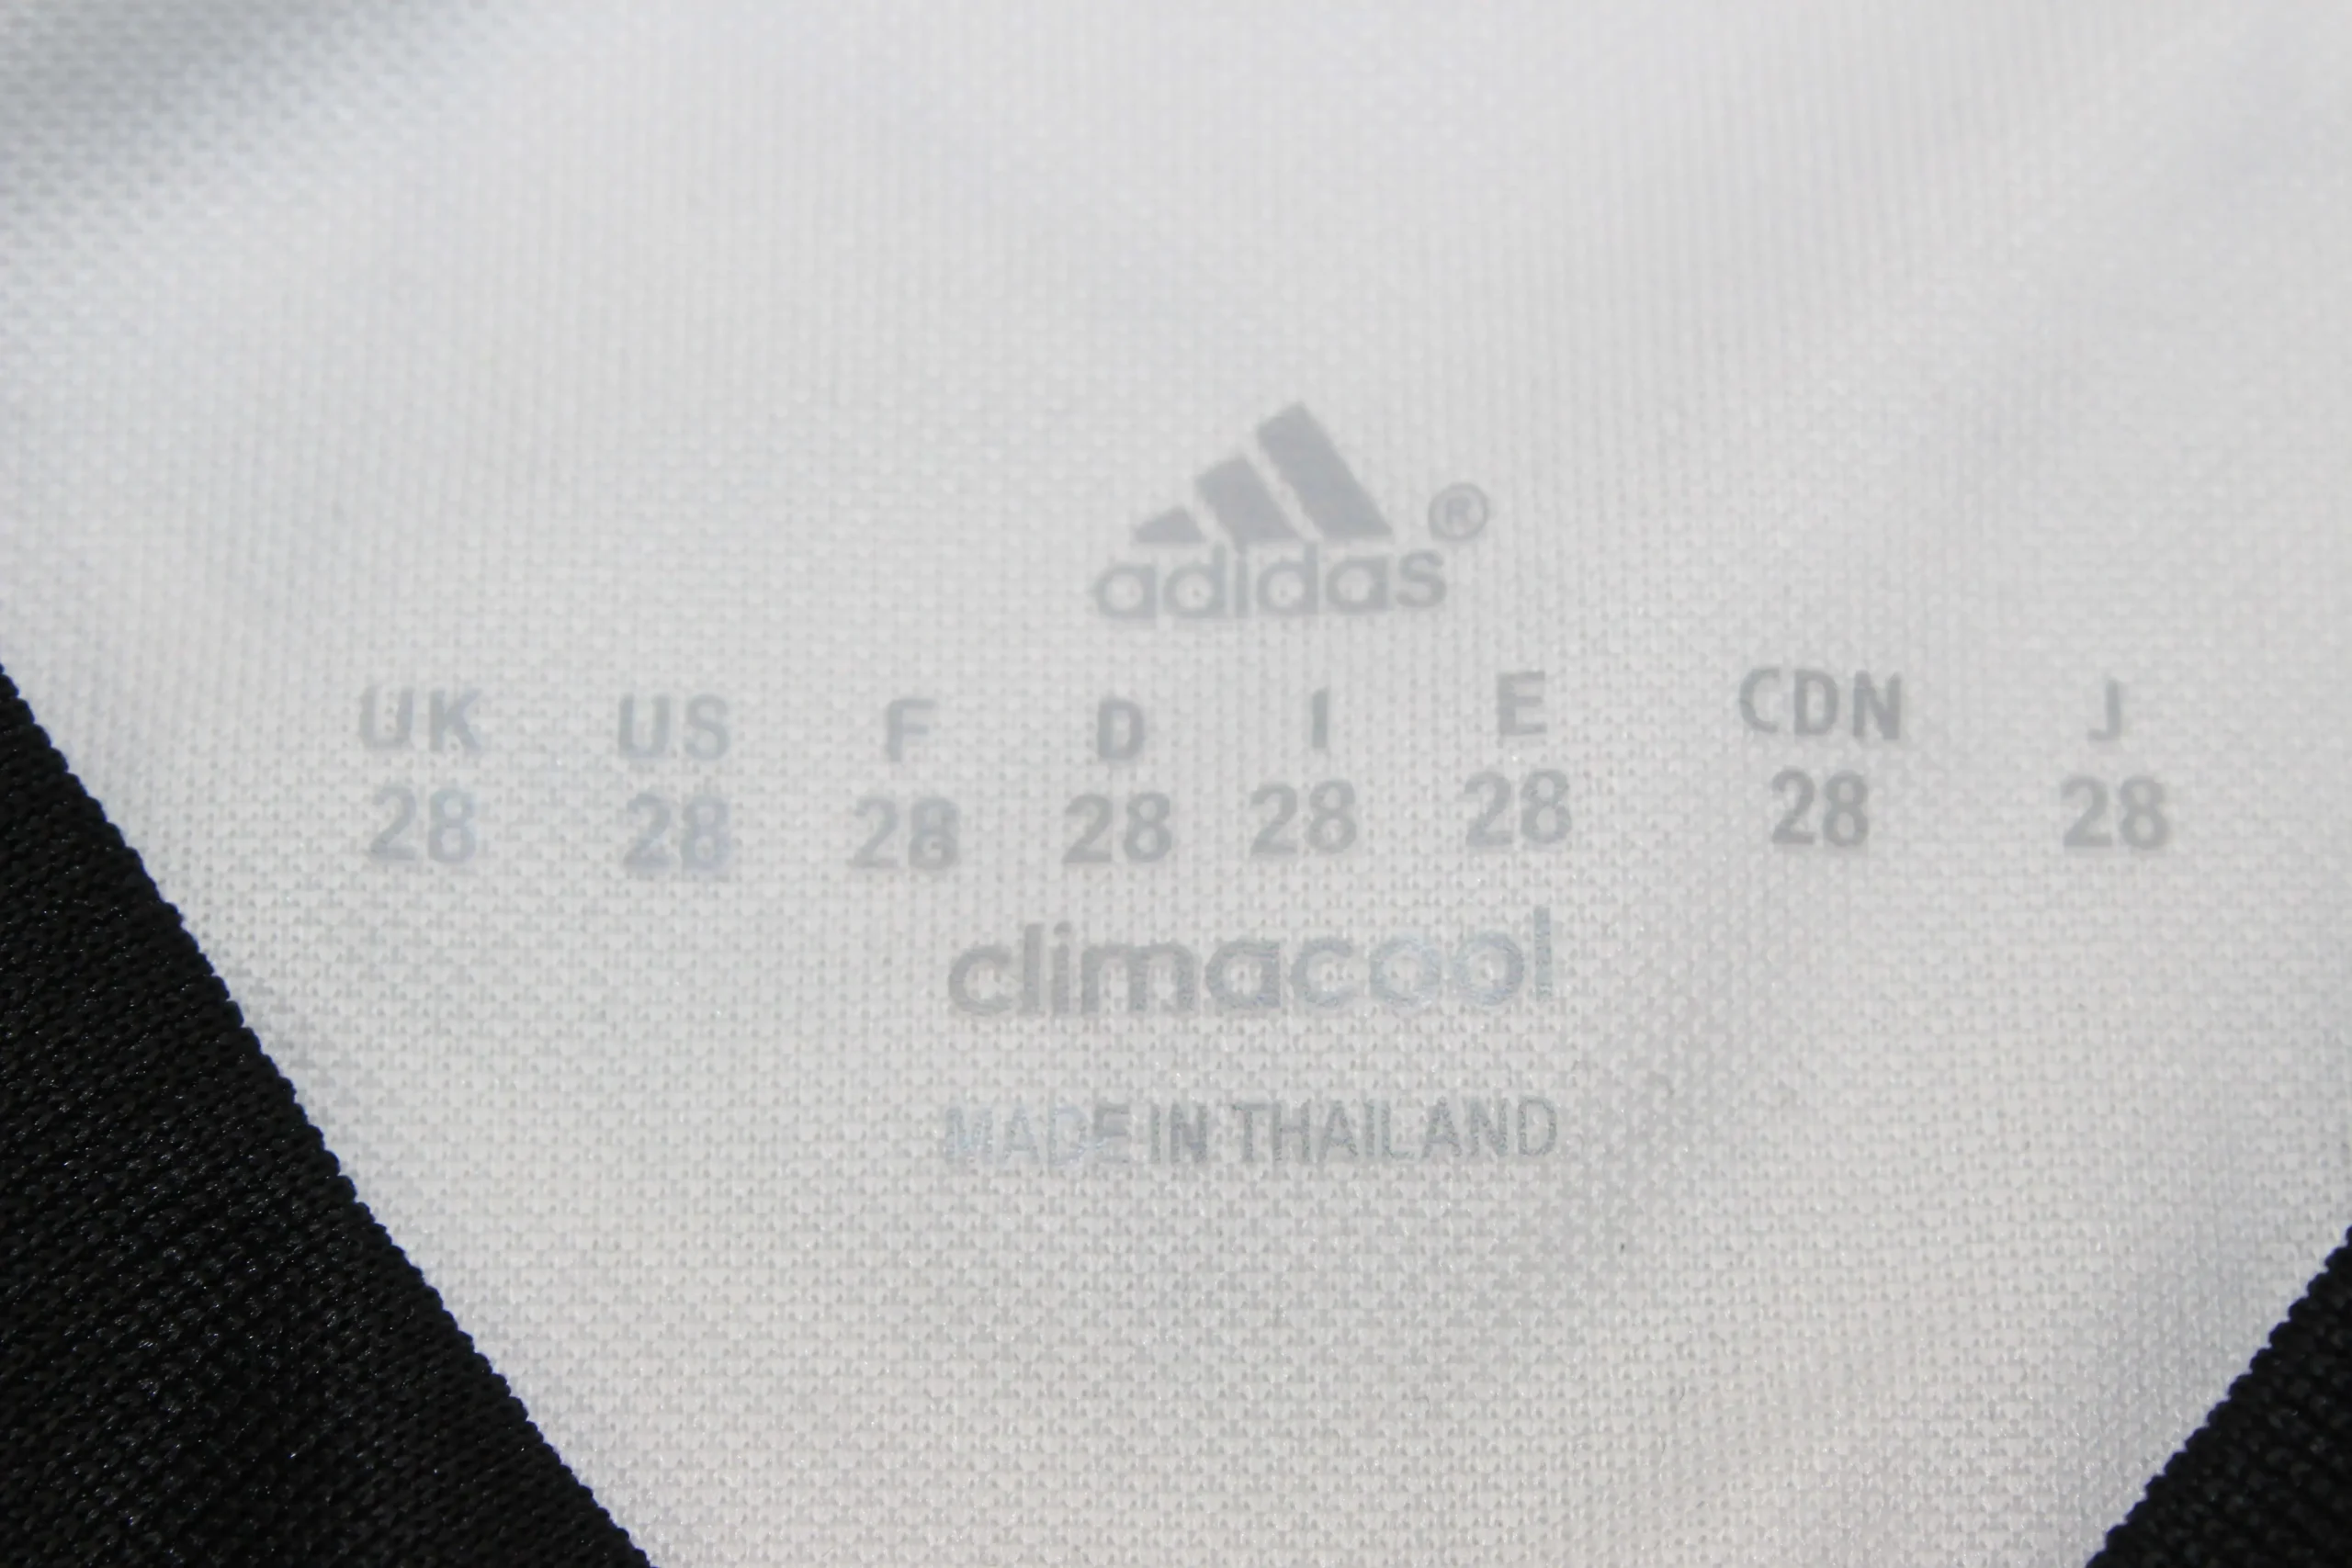 adidas®
UK US F D I E CDN J
28 28 28 28 28 28 28 28
climacool
MADE IN THAILAND